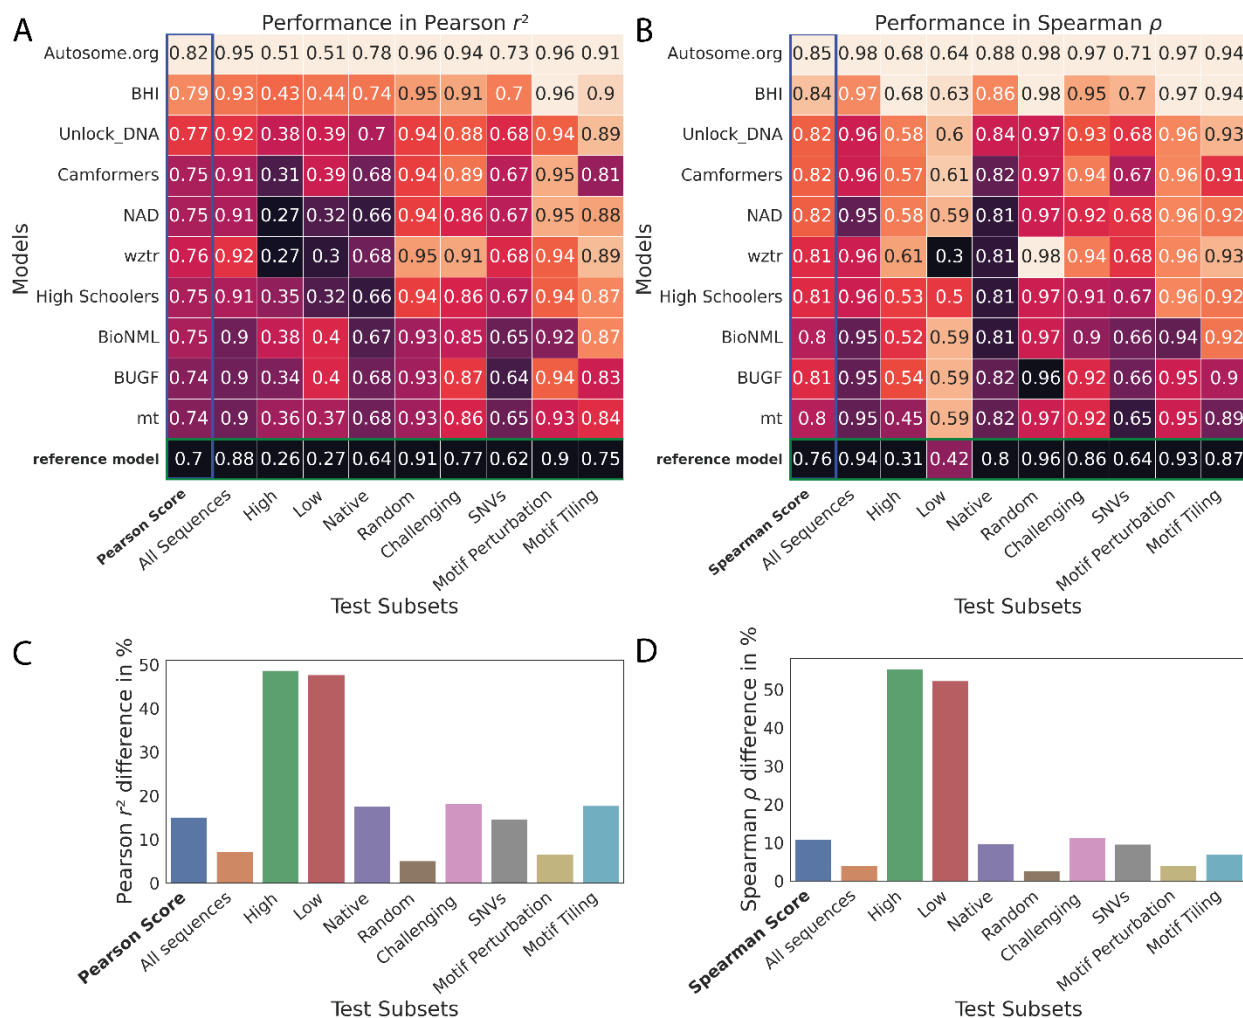 A
Performance in Pearson r²
Autosome.org 0.82 0.95 0.51 0.51 0.78 0.96 0.94 0.73 0.96 0.91
BHI 0.79 0.93 0.43 0.44 0.74 0.95 0.91 0.7 0.96 0.9
Unlock_DNA 0.77 0.92 0.38 0.39 0.7 0.94 0.88 0.68 0.94 0.89
Camformers 0.75 0.91 0.31 0.39 0.68 0.94 0.89 0.67 0.95 0.81
NAD 0.75 0.91 0.27 0.32 0.66 0.94 0.86 0.67 0.95 0.88
wztr 0.76 0.92 0.27 0.3 0.68 0.95 0.91 0.68 0.94 0.89
High Schoolers 0.75 0.91 0.35 0.32 0.66 0.94 0.86 0.67 0.94 0.87
BioNML 0.75 0.9 0.38 0.4 0.67 0.93 0.85 0.65 0.92 0.87
BUGF 0.74 0.9 0.34 0.4 0.68 0.93 0.87 0.64 0.94 0.83
mt 0.74 0.9 0.36 0.37 0.68 0.93 0.86 0.65 0.93 0.84
reference model 0.7 0.88 0.26 0.27 0.64 0.91 0.77 0.62 0.9 0.75
Models
Pearson Score
All Sequences
High
Low
Native
Random
Challenging
SNVs
Motif Perturbation
Motif Tiling
Test Subsets
B
Performance in Spearman ρ
Autosome.org 0.85 0.98 0.68 0.64 0.88 0.98 0.97 0.71 0.97 0.94
BHI 0.84 0.97 0.68 0.63 0.86 0.98 0.95 0.7 0.97 0.94
Unlock_DNA 0.82 0.96 0.58 0.6 0.84 0.97 0.93 0.68 0.96 0.93
Camformers 0.82 0.96 0.57 0.61 0.82 0.97 0.94 0.67 0.96 0.91
NAD 0.82 0.95 0.58 0.59 0.81 0.97 0.92 0.68 0.96 0.92
wztr 0.81 0.96 0.61 0.3 0.81 0.98 0.94 0.68 0.96 0.93
High Schoolers 0.81 0.96 0.53 0.5 0.81 0.97 0.91 0.67 0.96 0.92
BioNML 0.8 0.95 0.52 0.59 0.81 0.97 0.9 0.66 0.94 0.92
BUGF 0.81 0.95 0.54 0.59 0.82 0.96 0.92 0.66 0.95 0.9
mt 0.8 0.95 0.45 0.59 0.82 0.97 0.92 0.65 0.95 0.89
reference model 0.76 0.94 0.31 0.42 0.8 0.96 0.86 0.64 0.93 0.87
Models
Spearman Score
All Sequences
High
Low
Native
Random
Challenging
SNVs
Motif Perturbation
Motif Tiling
Test Subsets
C
Pearson r² difference in %
50
40
30
20
10
0
Pearson Score
All sequences
High
Low
Native
Random
Challenging
SNVs
Motif Perturbation
Motif Tiling
Test Subsets
D
Spearman ρ difference in %
50
40
30
20
10
0
Spearman Score
All sequences
High
Low
Native
Random
Challenging
SNVs
Motif Perturbation
Motif Tiling
Test Subsets